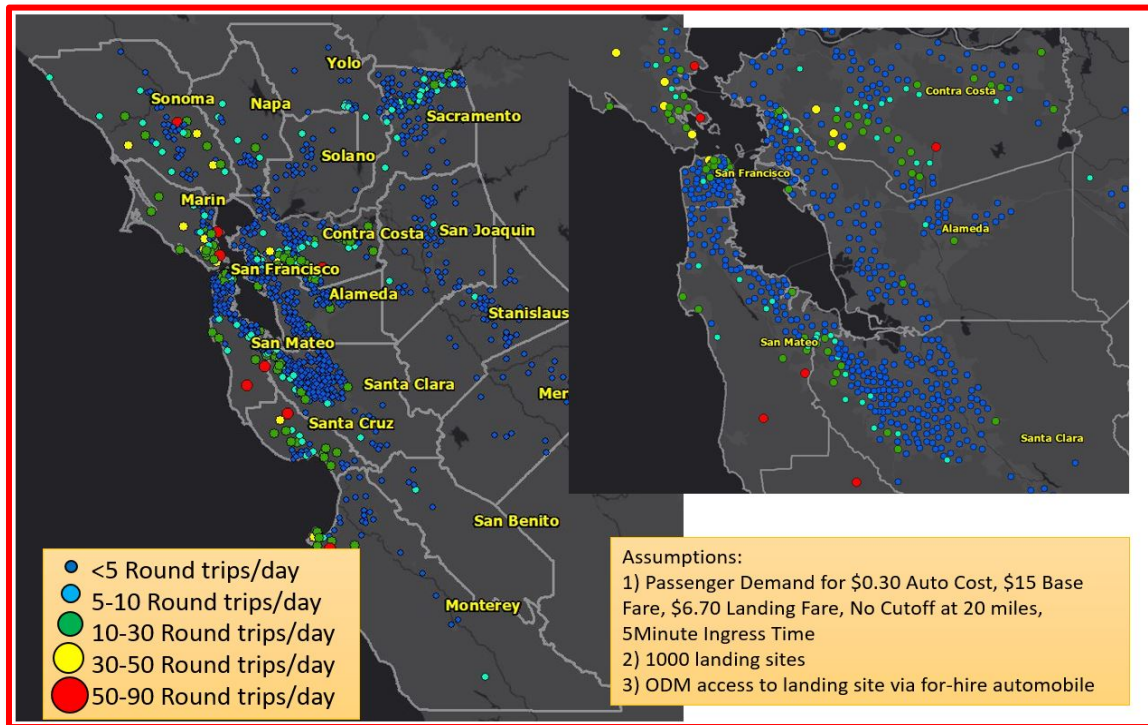 Yolo
Sonoma
Napa
Sacramento
Solano
Marin
Contra Costa
San Joaquin
San Francisco
Alameda
Stanislaus
San Mateo
Mer
Santa Clara
Santa Cruz
San Benito
Monterey
Contra Costa
San Francisco
Alameda
San Mateo
Santa Clara
<5 Round trips/day
5-10 Round trips/day
10-30 Round trips/day
30-50 Round trips/day
50-90 Round trips/day
Assumptions:
1) Passenger Demand for $0.30 Auto Cost, $15 Base
Fare, $6.70 Landing Fare, No Cutoff at 20 miles,
5Minute Ingress Time
2) 1000 landing sites
3) ODM access to landing site via for-hire automobile